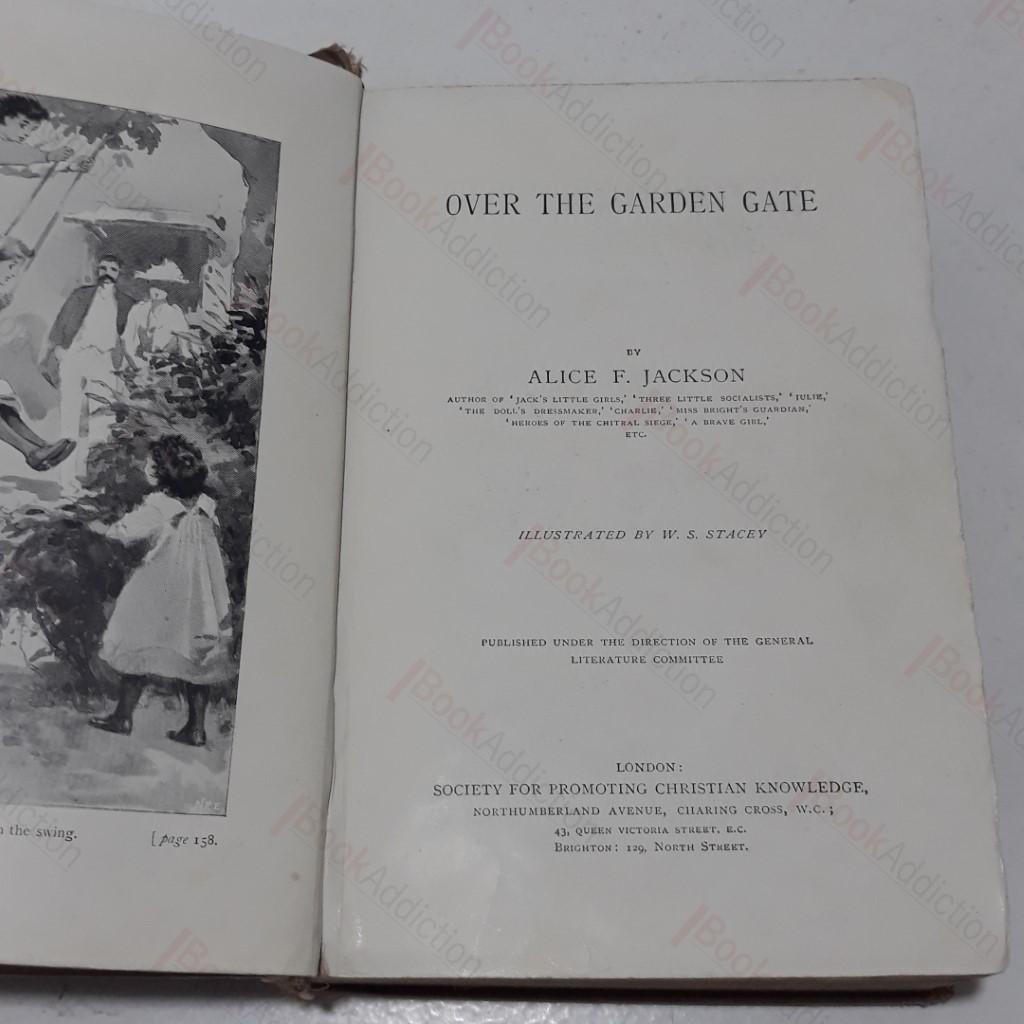 n the swing. [page 158.
OVER THE GARDEN GATE
BY
ALICE F. JACKSON
AUTHOR OF 'JACK'S LITTLE GIRLS,' 'THREE LITTLE SOCIALISTS,' 'JULIE,'
'THE DOLL'S DRESSMAKER,' 'CHARLIE,' 'MISS BRIGHT'S GUARDIAN,'
'HEROES OF THE CHITRAL SIEGE,' 'A BRAVE GIRL,'
ETC.
ILLUSTRATED BY W. S. STACEY
PUBLISHED UNDER THE DIRECTION OF THE GENERAL
LITERATURE COMMITTEE
LONDON:
SOCIETY FOR PROMOTING CHRISTIAN KNOWLEDGE,
NORTHUMBERLAND AVENUE, CHARING CROSS, W.C.;
43, QUEEN VICTORIA STREET, E.C.
BRIGHTON: 129, NORTH STREET.
BookAddiction